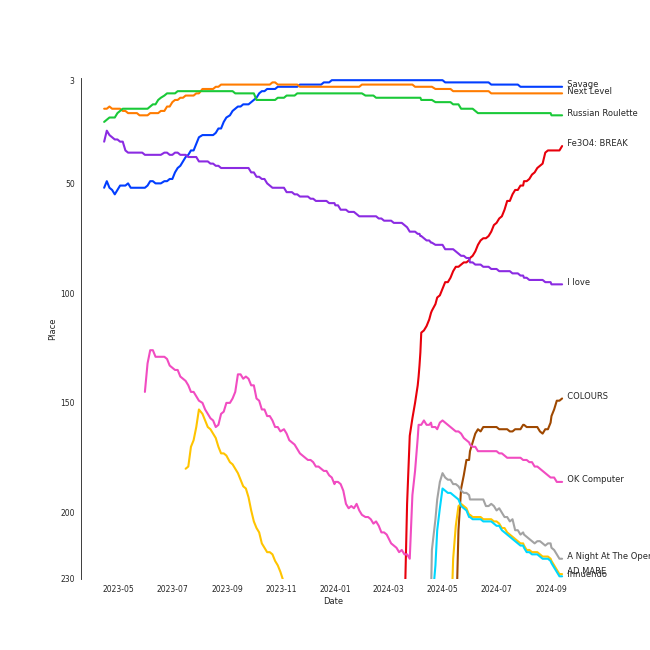 3
50
100
150
200
230
Place
2023-05
2023-07
2023-09
2023-11
2024-01
2024-03
2024-05
2024-07
2024-09
Date
Savage
Next Level
Russian Roulette
Fe3O4: BREAK
I love
COLOURS
OK Computer
A Night At The Oper
AD MARE
Innuendo